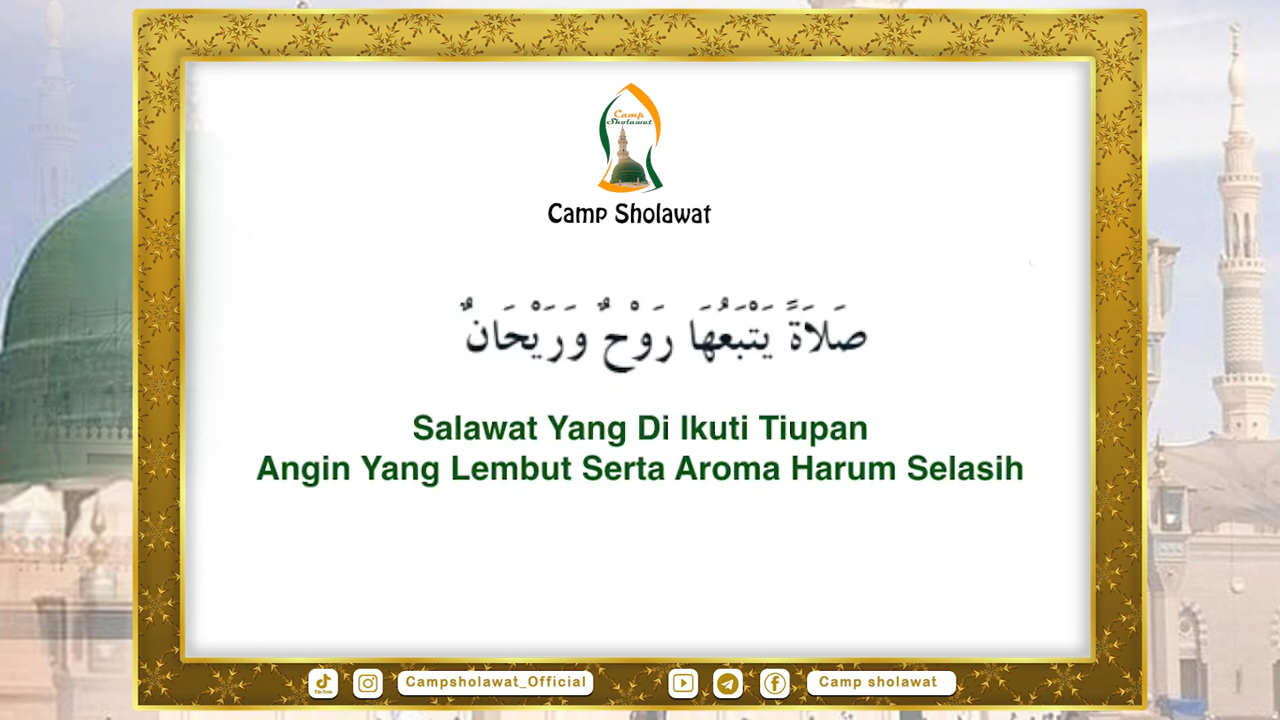 Camp
Sholawat
Camp Sholawat
صَلَاةً يَتْبَعُهَا رَوْحٌ وَرَيْحَانٌ
Salawat Yang Di Ikuti Tiupan
Angin Yang Lembut Serta Aroma Harum Selasih
TikTok
Campsholawat_Official
Camp sholawat